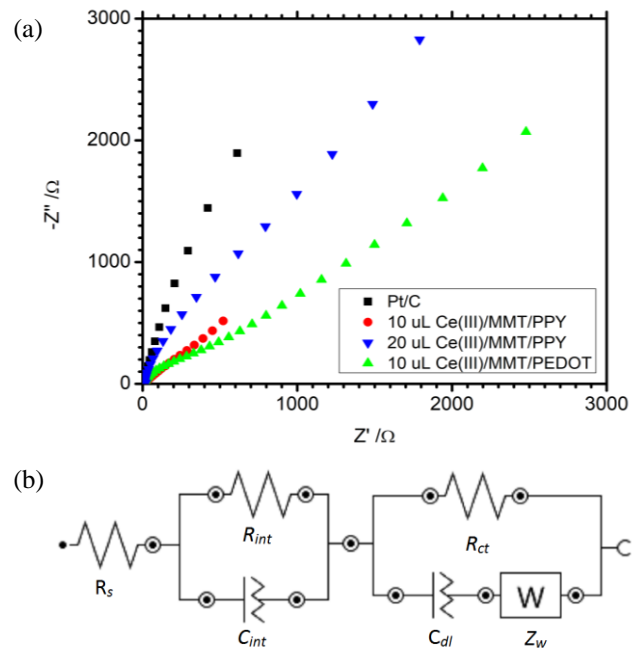 (a)
3000
2000
1000
0
-Z'' /Ω
0 1000 2000 3000
Z' /Ω
Pt/C
10 uL Ce(III)/MMT/PPY
20 uL Ce(III)/MMT/PPY
10 uL Ce(III)/MMT/PEDOT
(b)
Rint Rct
Rs
W
Cint Cdl Zw